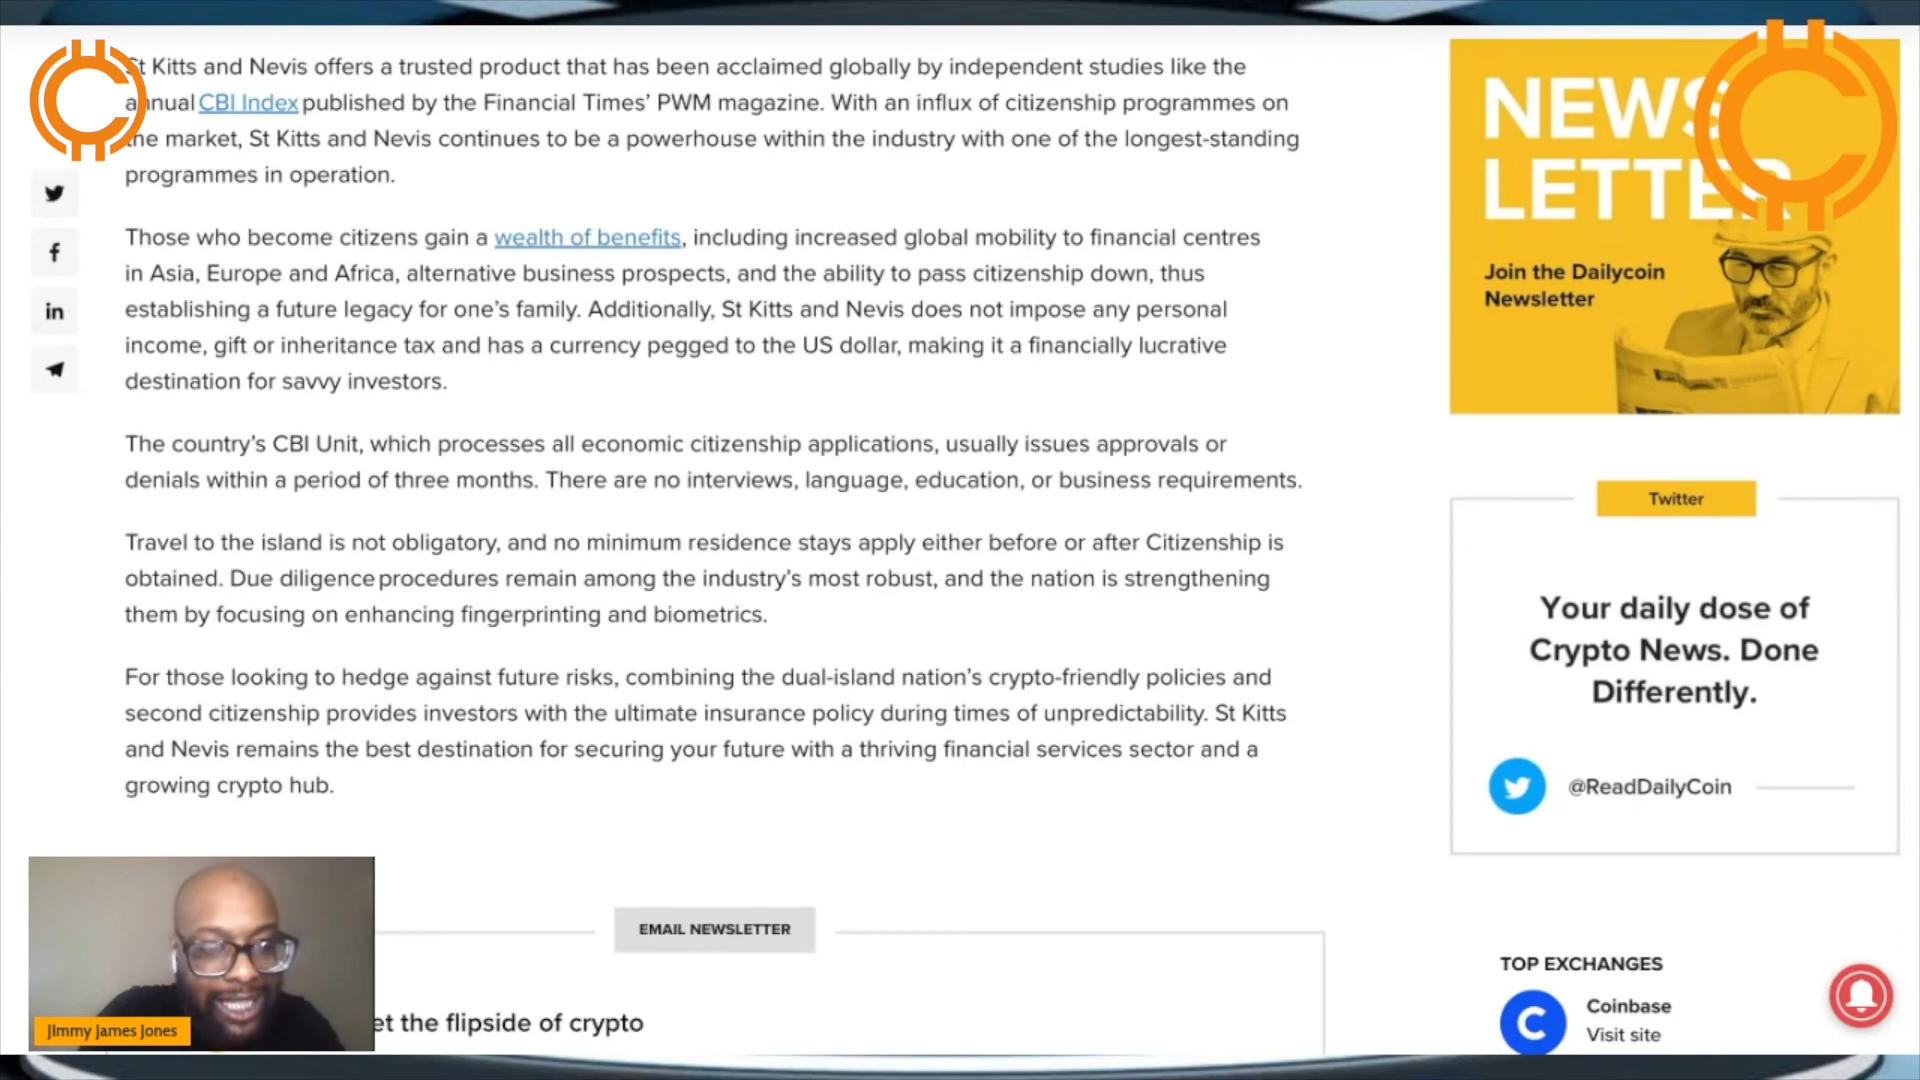 St Kitts and Nevis offers a trusted product that has been acclaimed globally by independent studies like the
annual CBI Index published by the Financial Times’ PWM magazine. With an influx of citizenship programmes on
the market, St Kitts and Nevis continues to be a powerhouse within the industry with one of the longest-standing
programmes in operation.
Those who become citizens gain a wealth of benefits, including increased global mobility to financial centres
in Asia, Europe and Africa, alternative business prospects, and the ability to pass citizenship down, thus
establishing a future legacy for one’s family. Additionally, St Kitts and Nevis does not impose any personal
income, gift or inheritance tax and has a currency pegged to the US dollar, making it a financially lucrative
destination for savvy investors.
The country’s CBI Unit, which processes all economic citizenship applications, usually issues approvals or
denials within a period of three months. There are no interviews, language, education, or business requirements.
Travel to the island is not obligatory, and no minimum residence stays apply either before or after Citizenship is
obtained. Due diligence procedures remain among the industry’s most robust, and the nation is strengthening
them by focusing on enhancing fingerprinting and biometrics.
For those looking to hedge against future risks, combining the dual-island nation’s crypto-friendly policies and
second citizenship provides investors with the ultimate insurance policy during times of unpredictability. St Kitts
and Nevis remains the best destination for securing your future with a thriving financial services sector and a
growing crypto hub.
EMAIL NEWSLETTER
et the flipside of crypto
JImmy James Jones
NEWS
LETTER
Join the Dailycoin
Newsletter
Twitter
Your daily dose of
Crypto News. Done
Differently.
@ReadDailyCoin
TOP EXCHANGES
Coinbase
Visit site